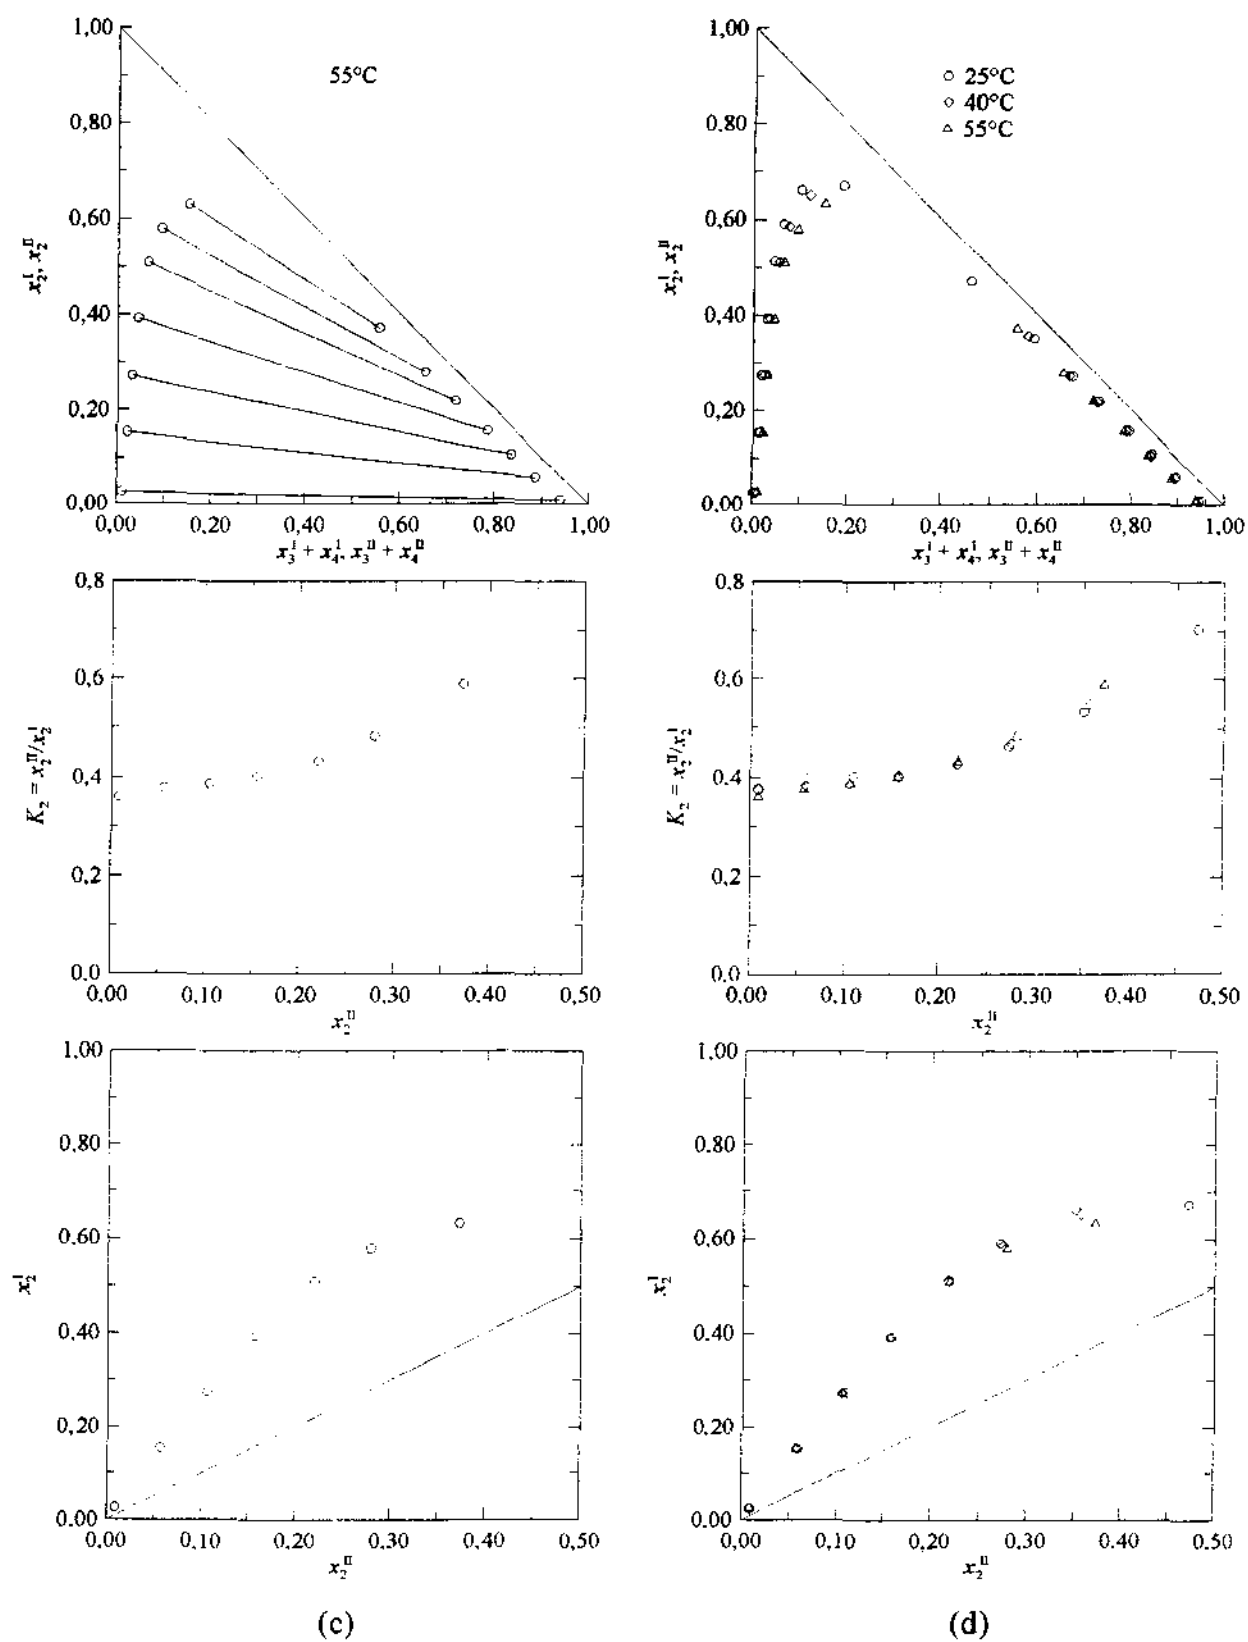 1,00
0,80
0,60
0,40
0,20
0,00
x₂ᴵ, x₂ᴵᴵ
55°C
0,00 0,20 0,40 0,60 0,80 1,00
x₃ᴵ + x₄ᴵ, x₃ᴵᴵ + x₄ᴵᴵ
0,8
0,6
0,4
0,2
0,0
K₂ = x₂ᴵᴵ/x₂ᴵ
0,00 0,10 0,20 0,30 0,40 0,50
x₂ᴵᴵ
1,00
0,80
0,60
0,40
0,20
0,00
x₂ᴵ
0,00 0,10 0,20 0,30 0,40 0,50
x₂ᴵᴵ
(c)
1,00
0,80
0,60
0,40
0,20
0,00
x₂ᴵ, x₂ᴵᴵ
25°C
40°C
55°C
0,00 0,20 0,40 0,60 0,80 1,00
x₃ᴵ + x₄ᴵ, x₃ᴵᴵ + x₄ᴵᴵ
0,8
0,6
0,4
0,2
0,0
K₂ = x₂ᴵᴵ/x₂ᴵ
0,00 0,10 0,20 0,30 0,40 0,50
x₂ᴵᴵ
1,00
0,80
0,60
0,40
0,20
0,00
x₂ᴵ
0,00 0,10 0,20 0,30 0,40 0,50
x₂ᴵᴵ
(d)